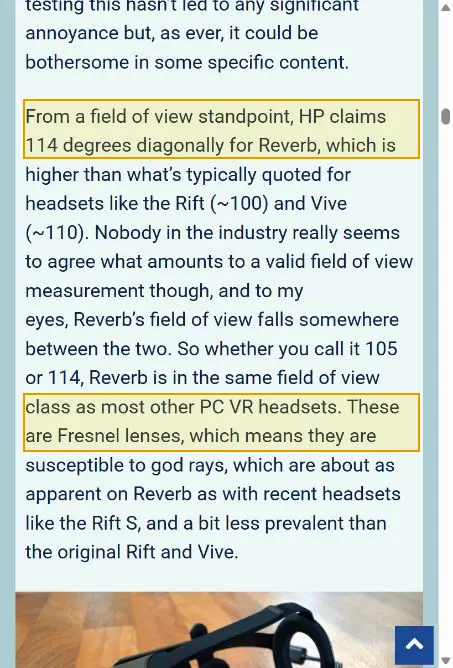 testing this hasn't led to any significant
annoyance but, as ever, it could be
bothersome in some specific content.
From a field of view standpoint, HP claims
114 degrees diagonally for Reverb, which is
higher than what's typically quoted for
headsets like the Rift (~100) and Vive
(~110). Nobody in the industry really seems
to agree what amounts to a valid field of view
measurement though, and to my
eyes, Reverb's field of view falls somewhere
between the two. So whether you call it 105
or 114, Reverb is in the same field of view
class as most other PC VR headsets. These
are Fresnel lenses, which means they are
susceptible to god rays, which are about as
apparent on Reverb as with recent headsets
like the Rift S, and a bit less prevalent than
the original Rift and Vive.